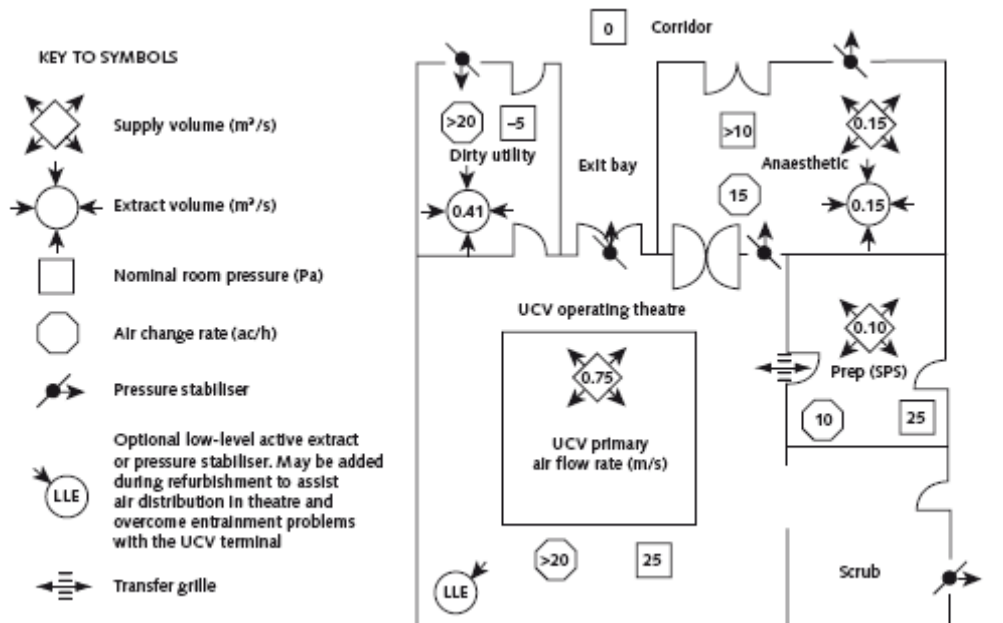 KEY TO SYMBOLS
Supply volume (m³/s)
Extract volume (m³/s)
Nominal room pressure (Pa)
Air change rate (ac/h)
Pressure stabiliser
Optional low-level active extract
or pressure stabiliser. May be added
during refurbishment to assist
air distribution in theatre and
overcome entrainment problems
with the UCV terminal
LLE
Transfer grille
0
Corridor
>20
-5
Dirty utility
0.41
Exit bay
>10
0.15
Anaesthetic
15
0.15
UCV operating theatre
0.75
UCV primary
air flow rate (m/s)
0.10
Prep (SPS)
10
25
>20
25
LLE
Scrub